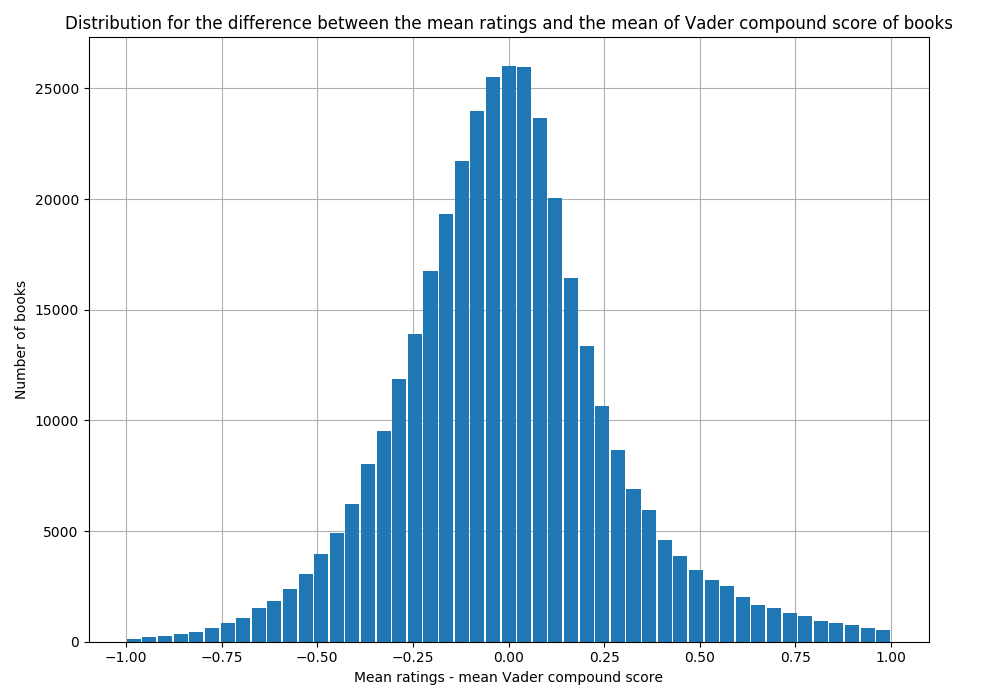 Distribution for the difference between the mean ratings and the mean of Vader compound score of books
Number of books
25000
20000
15000
10000
5000
0
−1.00 −0.75 −0.50 −0.25 0.00 0.25 0.50 0.75 1.00
Mean ratings - mean Vader compound score